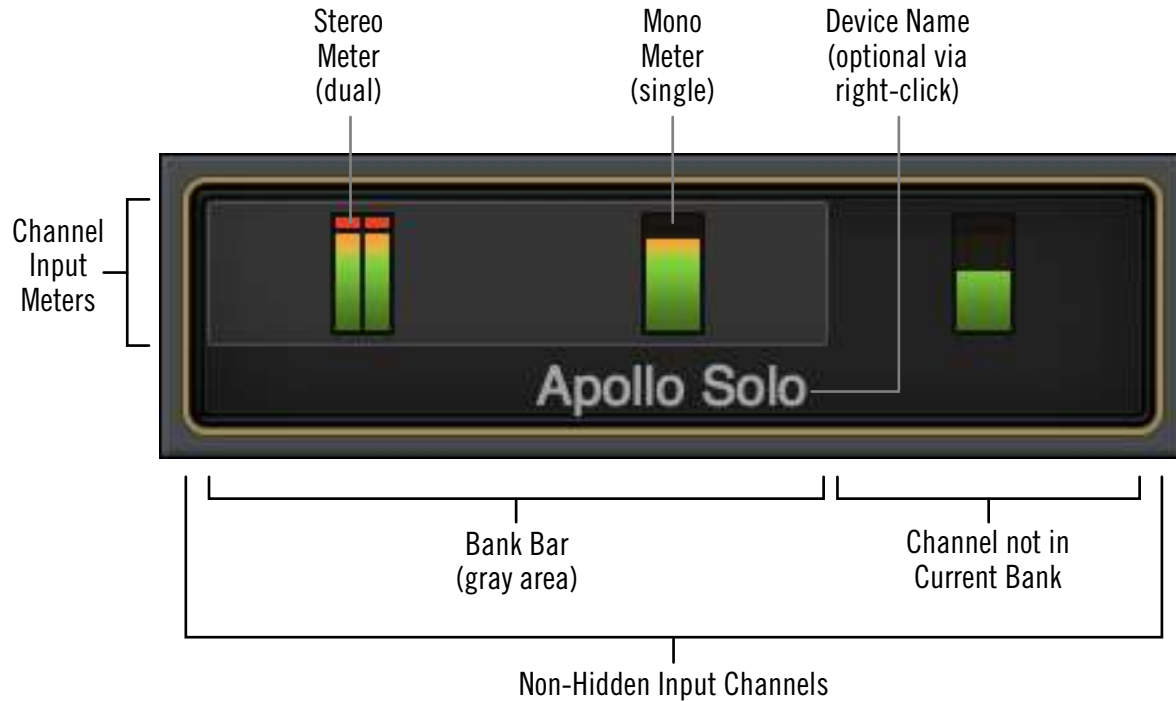 Stereo
Meter
(dual)
Mono
Meter
(single)
Device Name
(optional via
right-click)
Channel
Input
Meters
Apollo Solo
Bank Bar
(gray area)
Channel not in
Current Bank
Non-Hidden Input Channels